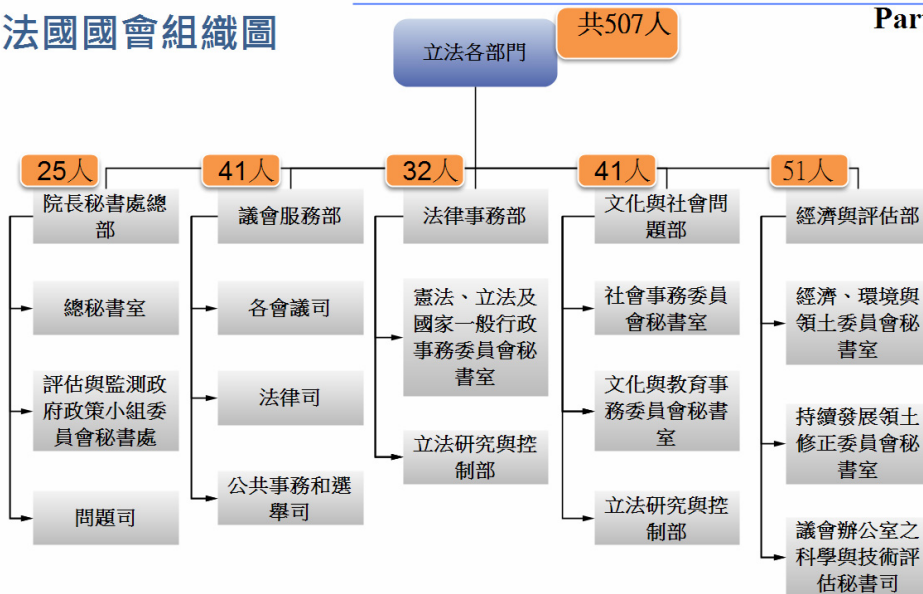 法國國會組織圖
Par
立法各部門
共507人
25人
院長秘書處總
部
總秘書室
評估與監測政
府政策小組委
員會秘書處
問題司
41人
議會服務部
各會議司
法律司
公共事務和選
舉司
32人
法律事務部
憲法、立法及
國家一般行政
事務委員會秘
書室
立法研究與控
制部
41人
文化與社會問
題部
社會事務委員
會秘書室
文化與教育事
務委員會秘書
室
立法研究與控
制部
51人
經濟與評估部
經濟、環境與
領土委員會秘
書室
持續發展領土
修正委員會秘
書室
議會辦公室之
科學與技術評
估秘書司